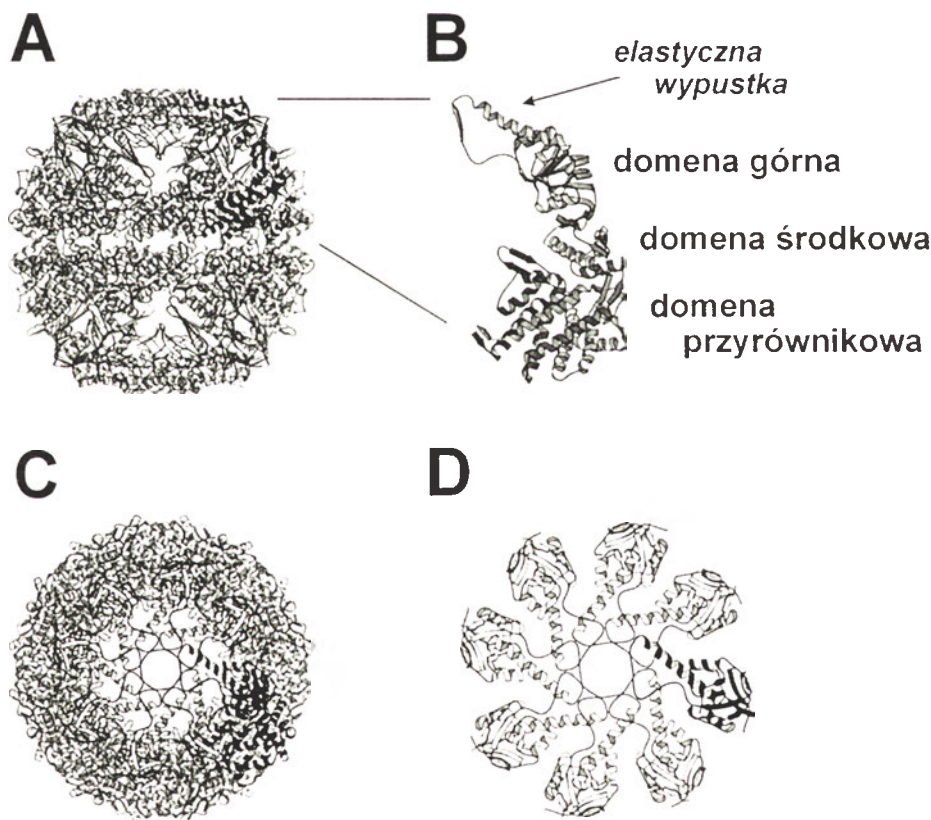 A
B
elastyczna
wypustka
domena górna
domena środkowa
domena
przyrównikowa
C
D